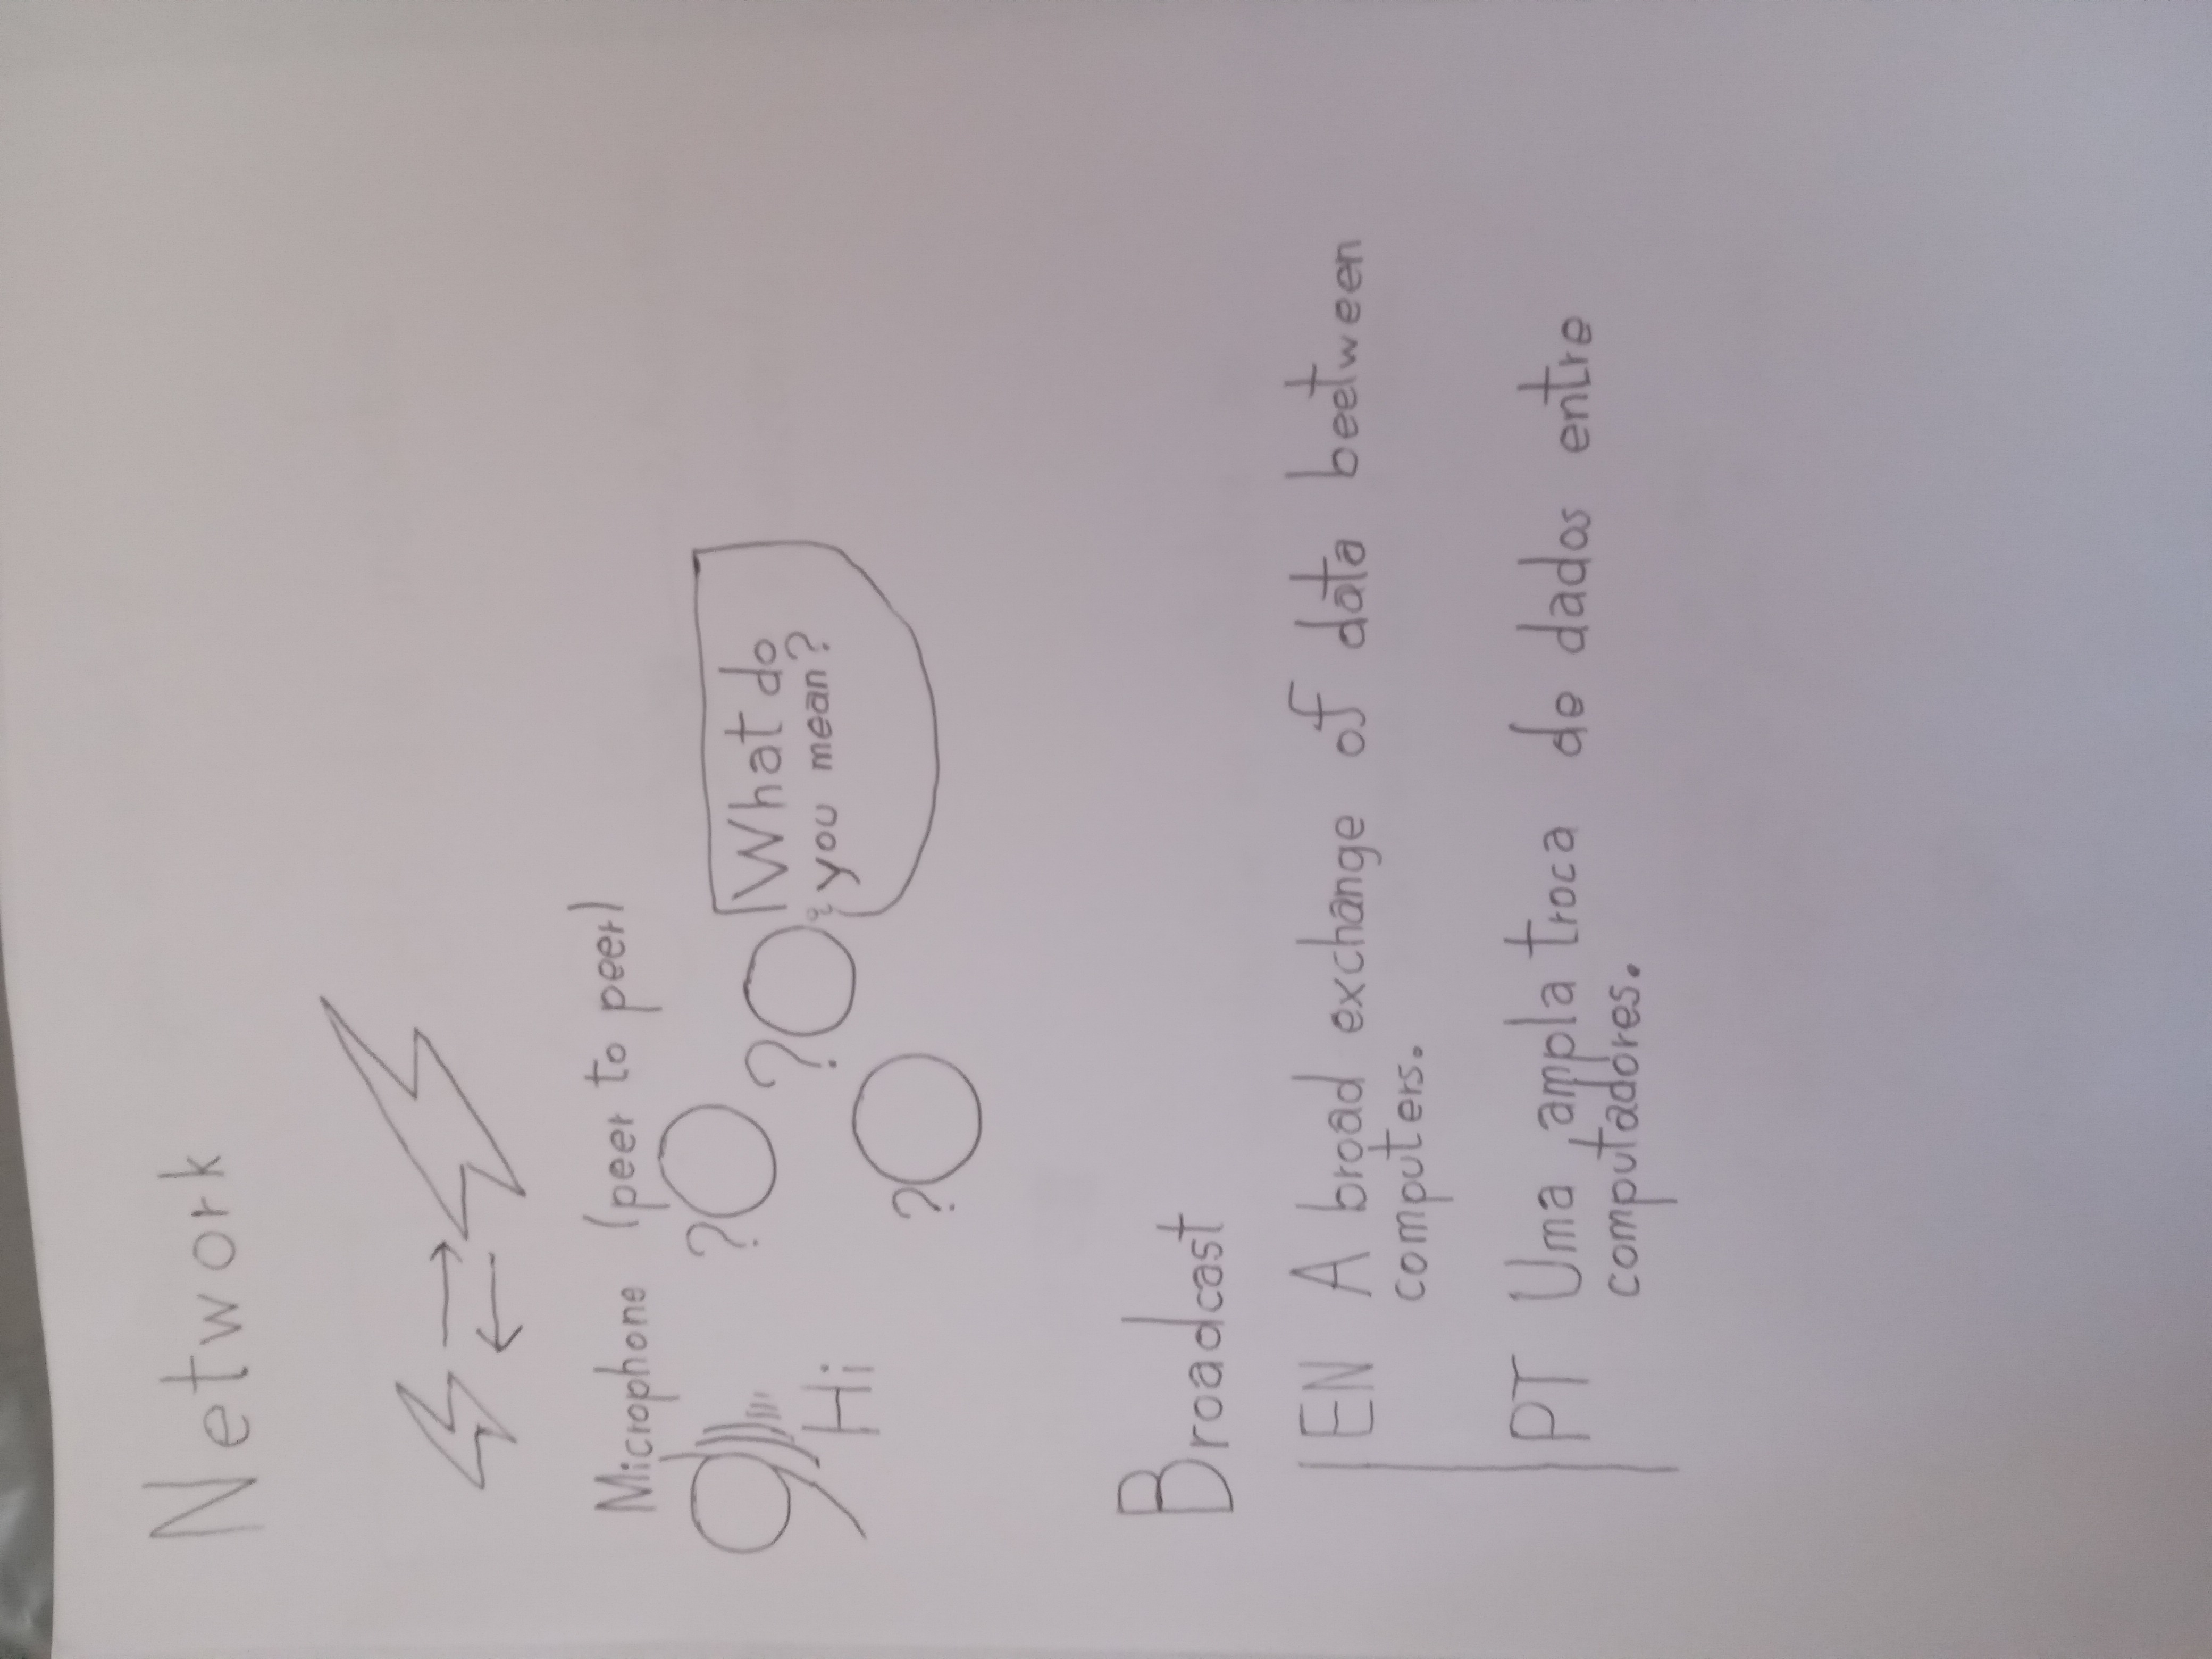 Network
Microphone (peer to peer)
?
?
What do
you mean?
Hi
?
Broadcast
EN A broad exchange of data beetween
computers.
PT Uma ampla troca de dados entre
computadores.